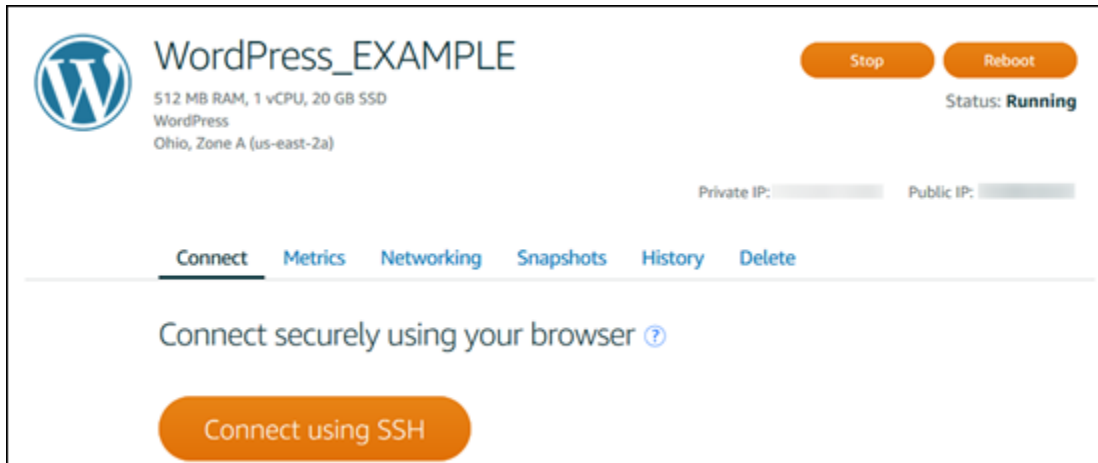 WordPress_EXAMPLE
Stop
Reboot
512 MB RAM, 1 vCPU, 20 GB SSD
Status: Running
WordPress
Ohio, Zone A (us-east-2a)
Private IP:
Public IP:
Connect Metrics Networking Snapshots History Delete
Connect securely using your browser ?
Connect using SSH